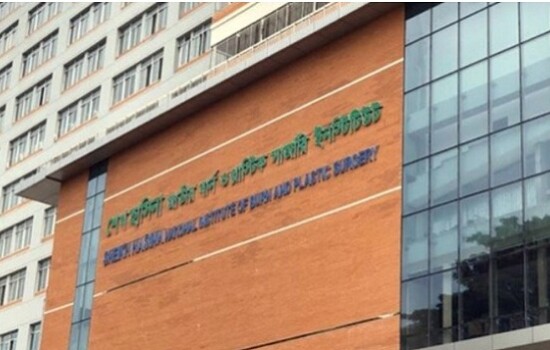 শেখ হাসিনা জাতীয় বার্ন ও প্লাস্টিক সার্জারি ইনস্টিটিউট
SHEIKH HASINA NATIONAL INSTITUTE OF BURN AND PLASTIC SURGERY